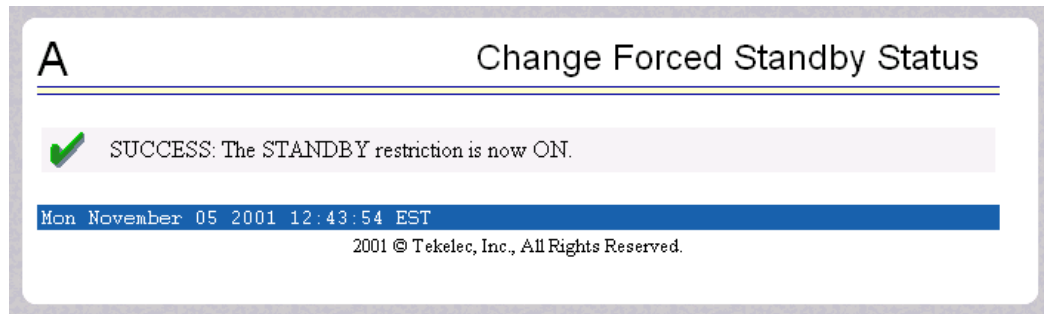 A
Change Forced Standby Status
SUCCESS: The STANDBY restriction is now ON.
Mon November 05 2001 12:43:54 EST
2001 © Tekelec, Inc., All Rights Reserved.